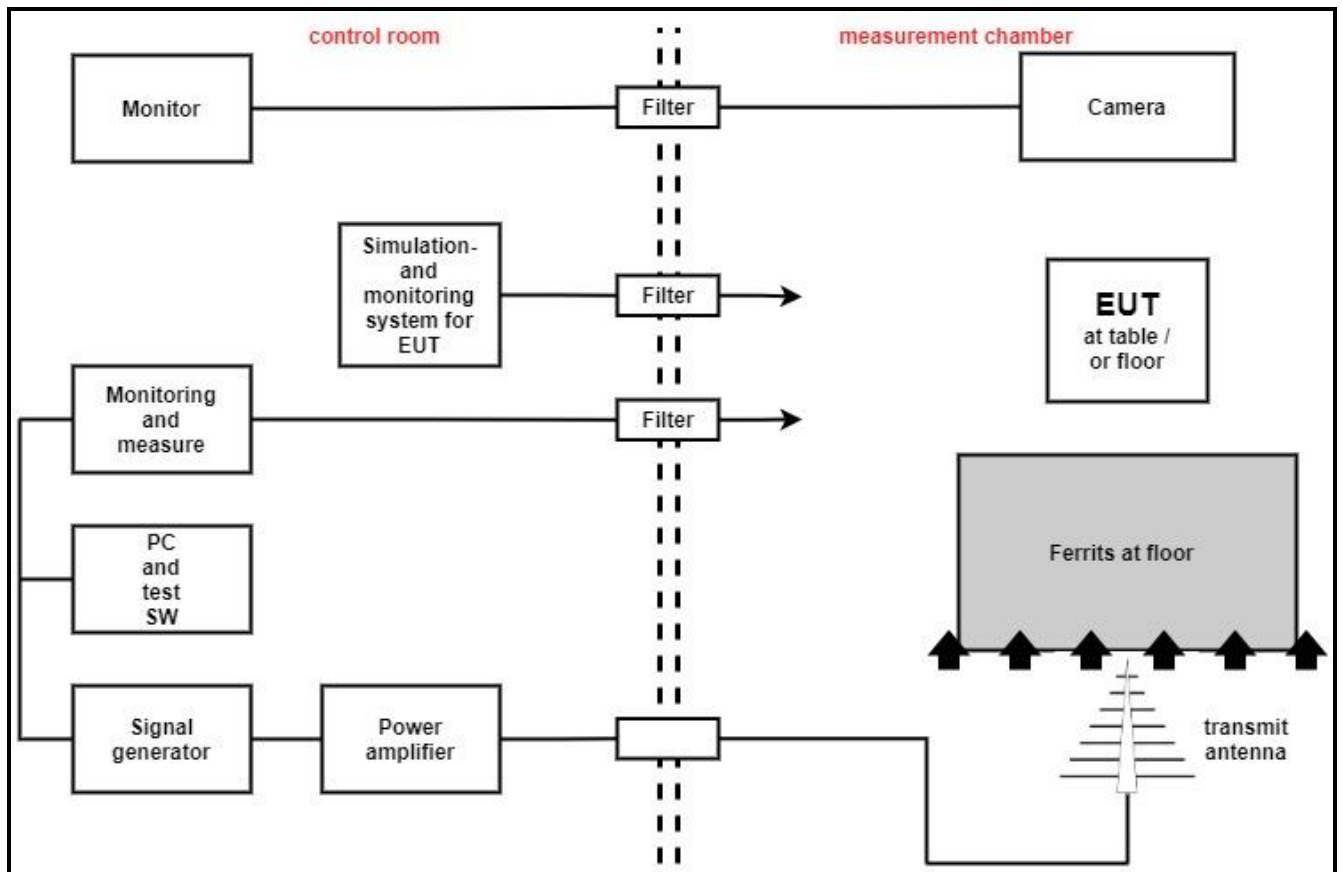 control room
measurement chamber
Monitor
Filter
Camera
Simulation-
and
monitoring
system for
EUT
Filter
EUT
at table /
or floor
Monitoring
and
measure
Filter
PC
and
test
SW
Ferrits at floor
Signal
generator
Power
amplifier
transmit
antenna